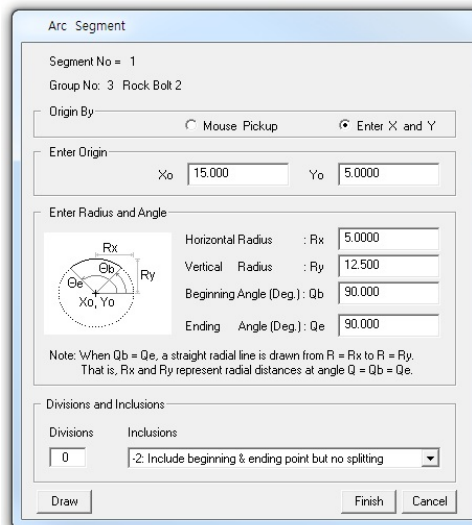 Arc Segment
Segment No = 1
Group No: 3 Rock Bolt 2
Origin By
Mouse Pickup Enter X and Y
Enter Origin
Xo 15.000 Yo 5.0000
Enter Radius and Angle
Rx
Θb
Θe
Ry
Xo, Yo
Horizontal Radius : Rx 5.0000
Vertical Radius : Ry 12.500
Beginning Angle (Deg.) : Qb 90.000
Ending Angle (Deg.) : Qe 90.000
Note: When Qb = Qe, a straight radial line is drawn from R = Rx to R = Ry.
That is, Rx and Ry represent radial distances at angle Q = Qb = Qe.
Divisions and Inclusions
Divisions Inclusions
0 -2: Include beginning & ending point but no splitting
Draw Finish Cancel